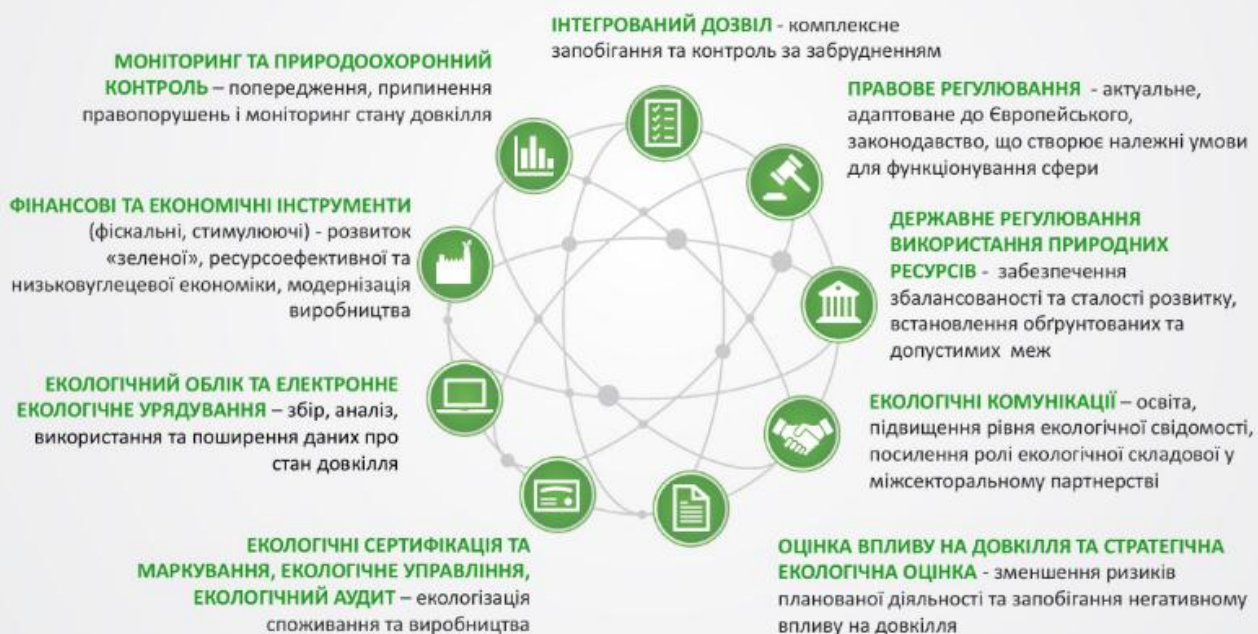 ІНТЕГРОВАНИЙ ДОЗВІЛ - комплексне
запобігання та контроль за забрудненням
МОНІТОРИНГ ТА ПРИРОДООХОРОННИЙ
КОНТРОЛЬ – попередження, припинення
правопорушень і моніторинг стану довкілля
ПРАВОВЕ РЕГУЛЮВАННЯ - актуальне,
адаптоване до Європейського,
законодавство, що створює належні умови
для функціонування сфери
ФІНАНСОВІ ТА ЕКОНОМІЧНІ ІНСТРУМЕНТИ
(фіскальні, стимулюючі) - розвиток
«зеленої», ресурсоефективної та
низьковуглецевої економіки, модернізація
виробництва
ДЕРЖАВНЕ РЕГУЛЮВАННЯ
ВИКОРИСТАННЯ ПРИРОДНИХ
РЕСУРСІВ - забезпечення
збалансованості та сталості розвитку,
встановлення обґрунтованих та
допустимих меж
ЕКОЛОГІЧНИЙ ОБЛІК ТА ЕЛЕКТРОННЕ
ЕКОЛОГІЧНЕ УРЯДУВАННЯ – збір, аналіз,
використання та поширення даних про
стан довкілля
ЕКОЛОГІЧНІ КОМУНІКАЦІЇ – освіта,
підвищення рівня екологічної свідомості,
посилення ролі екологічної складової у
міжсекторальному партнерстві
ЕКОЛОГІЧНІ СЕРТИФІКАЦІЯ ТА
МАРКУВАННЯ, ЕКОЛОГІЧНЕ УПРАВЛІННЯ,
ЕКОЛОГІЧНИЙ АУДИТ – екологізація
споживання та виробництва
ОЦІНКА ВПЛИВУ НА ДОВКІЛЛЯ ТА СТРАТЕГІЧНА
ЕКОЛОГІЧНА ОЦІНКА - зменшення ризиків
планованої діяльності та запобігання негативному
впливу на довкілля